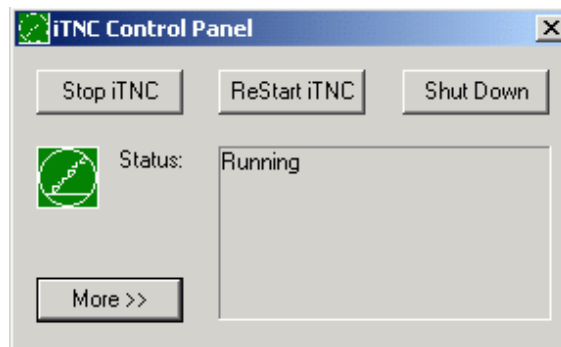 iTNC Control Panel
Stop iTNC ReStart iTNC Shut Down
Status: Running
More >>